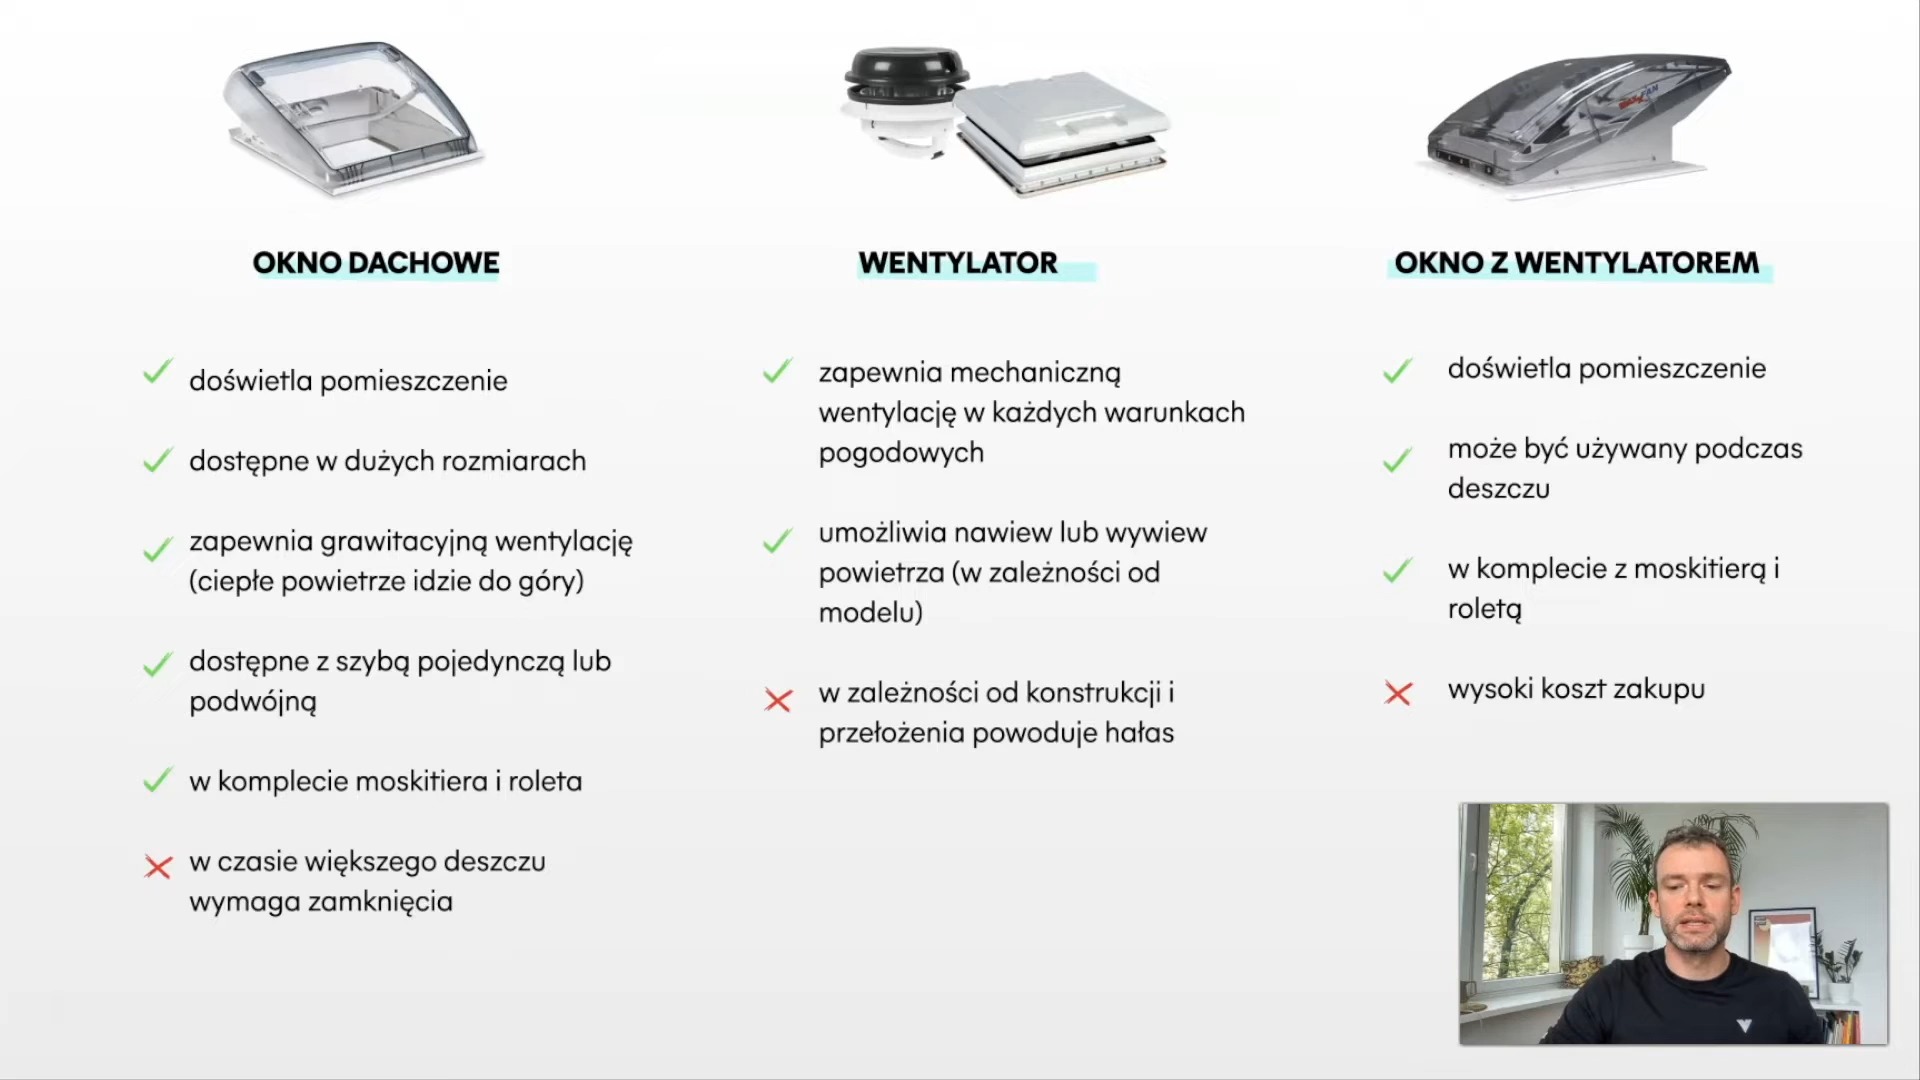 MAXXFAN
OKNO DACHOWE
doświetla pomieszczenie
dostępne w dużych rozmiarach
zapewnia grawitacyjną wentylację
(ciepłe powietrze idzie do góry)
dostępne z szybą pojedynczą lub
podwójną
w komplecie moskitiera i roleta
w czasie większego deszczu
wymaga zamknięcia
WENTYLATOR
zapewnia mechaniczną
wentylację w każdych warunkach
pogodowych
umożliwia nawiew lub wywiew
powietrza (w zależności od
modelu)
w zależności od konstrukcji i
przełożenia powoduje hałas
OKNO Z WENTYLATOREM
doświetla pomieszczenie
może być używany podczas
deszczu
w komplecie z moskitierą i
roletą
wysoki koszt zakupu